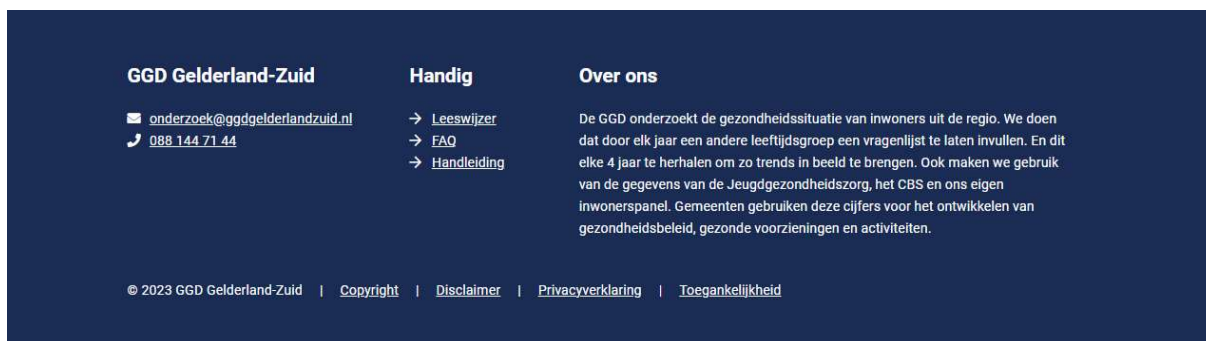 GGD Gelderland-Zuid
onderzoek@ggdgelderlandzuid.nl
088 144 71 44
Handig
Leeswijzer
FAQ
Handleiding
Over ons
De GGD onderzoekt de gezondheidssituatie van inwoners uit de regio. We doen
dat door elk jaar een andere leeftijdsgroep een vragenlijst te laten invullen. En dit
elke 4 jaar te herhalen om zo trends in beeld te brengen. Ook maken we gebruik
van de gegevens van de Jeugdgezondheidszorg, het CBS en ons eigen
inwonerspanel. Gemeenten gebruiken deze cijfers voor het ontwikkelen van
gezondheidsbeleid, gezonde voorzieningen en activiteiten.
© 2023 GGD Gelderland-Zuid | Copyright | Disclaimer | Privacyverklaring | Toegankelijkheid